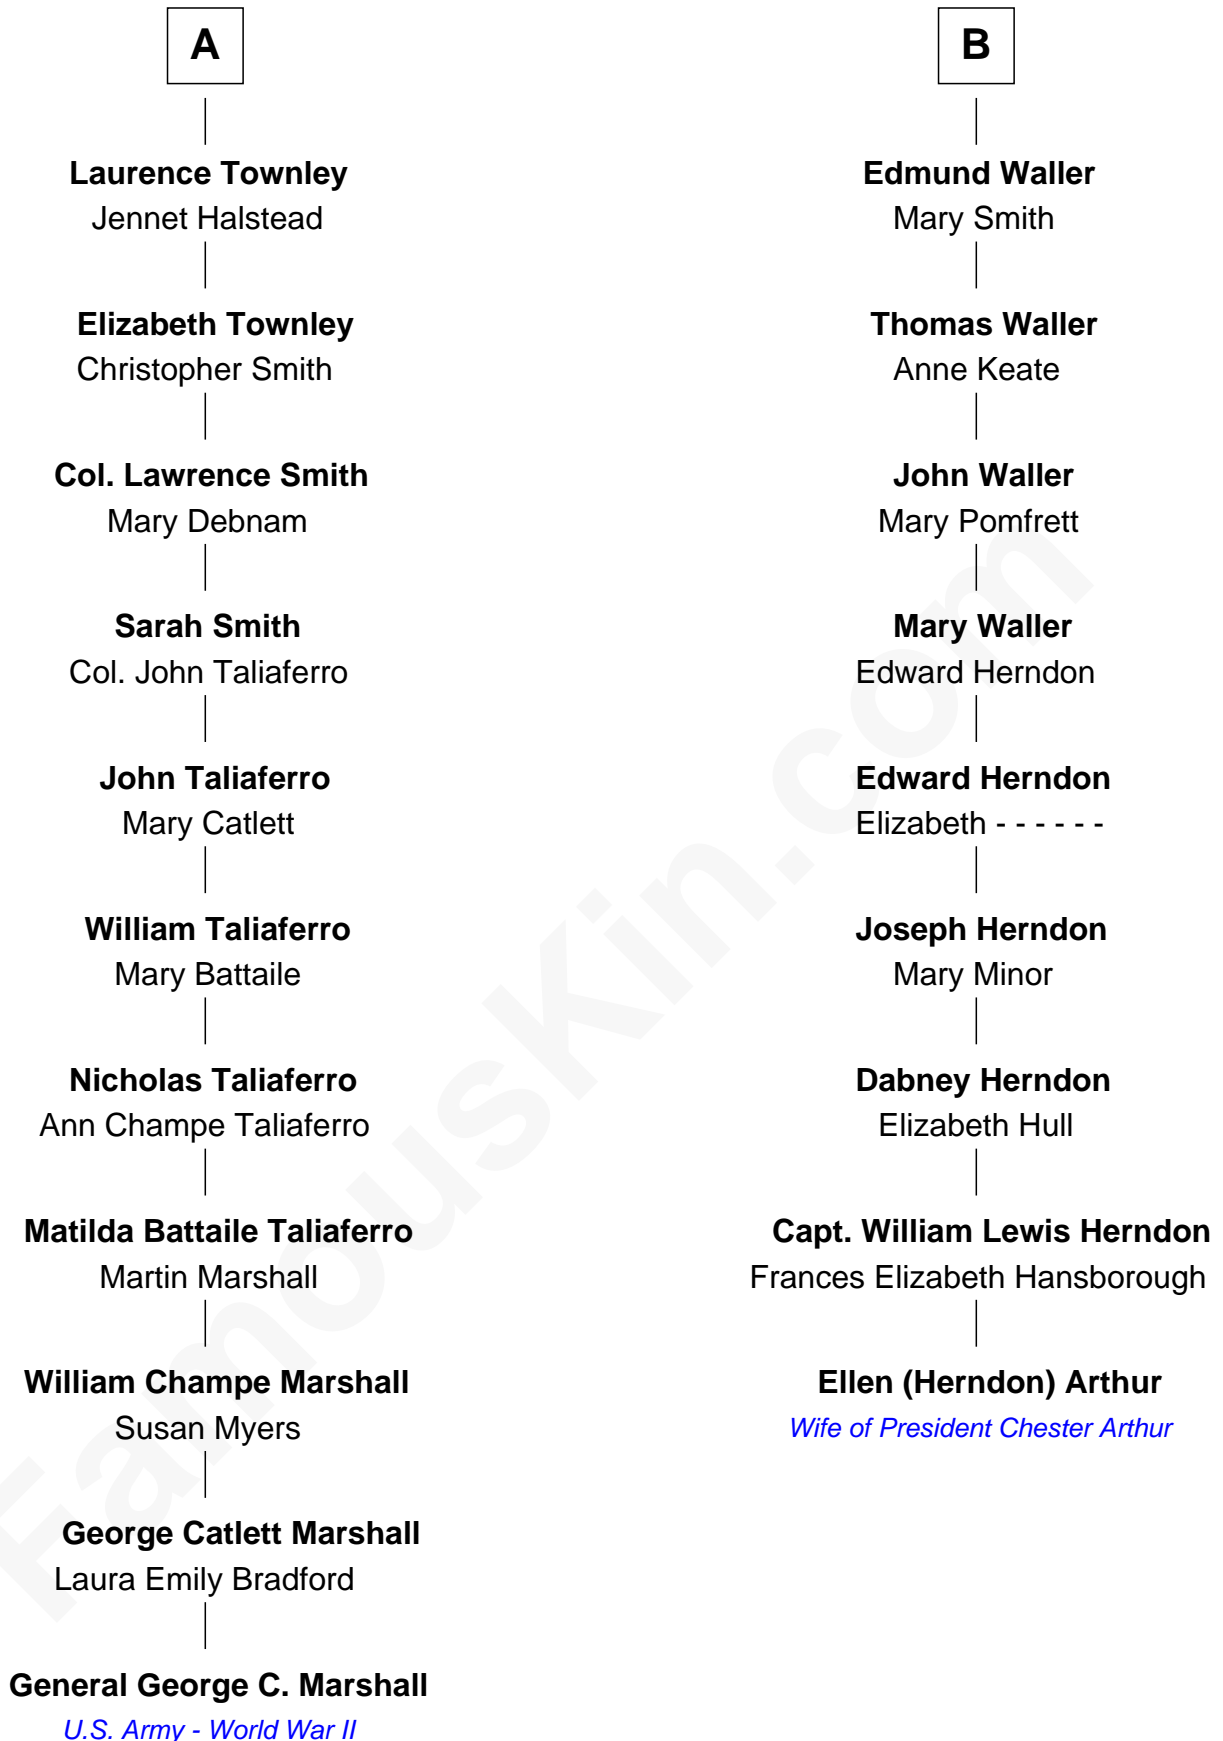 A
Laurence Townley
Jennet Halstead
Elizabeth Townley
Christopher Smith
Col. Lawrence Smith
Mary Debnam
Sarah Smith
Col. John Taliaferro
John Taliaferro
Mary Catlett
William Taliaferro
Mary Battaile
Nicholas Taliaferro
Ann Champe Taliaferro
Matilda Battaile Taliaferro
Martin Marshall
William Champe Marshall
Susan Myers
George Catlett Marshall
Laura Emily Bradford
General George C. Marshall
U.S. Army - World War II
B
Edmund Waller
Mary Smith
Thomas Waller
Anne Keate
John Waller
Mary Pomfrett
Mary Waller
Edward Herndon
Edward Herndon
Elizabeth - - - - - -
Joseph Herndon
Mary Minor
Dabney Herndon
Elizabeth Hull
Capt. William Lewis Herndon
Frances Elizabeth Hansborough
Ellen (Herndon) Arthur
Wife of President Chester Arthur
FamousKin.com